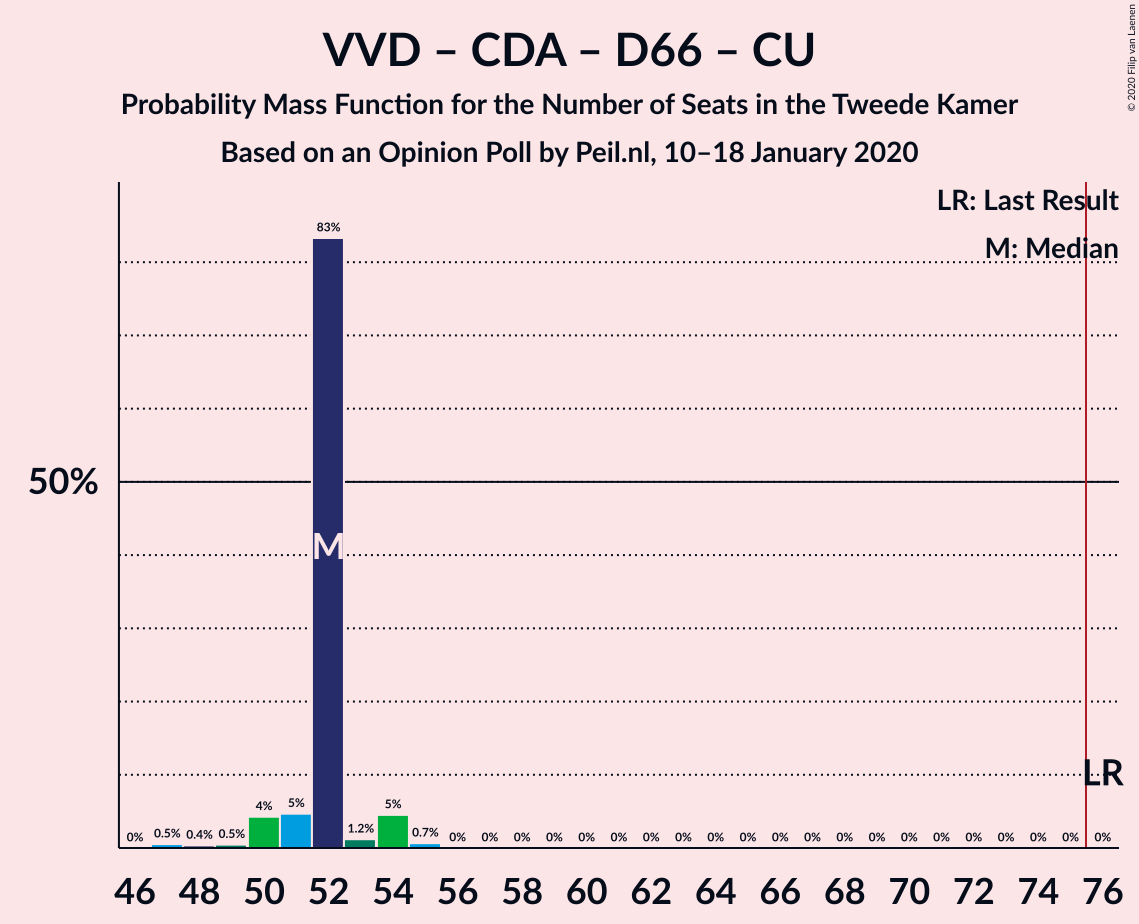 VVD – CDA – D66 – CU
Probability Mass Function for the Number of Seats in the Tweede Kamer
Based on an Opinion Poll by Peil.nl, 10–18 January 2020
© 2020 Filip van Laenen
LR: Last Result
M: Median
50%
83%
M
LR
0% 0.5% 0.4% 0.5% 4% 5% 1.2% 5% 0.7% 0% 0% 0% 0% 0% 0% 0% 0% 0% 0% 0% 0% 0% 0% 0% 0% 0% 0% 0% 0% 0%
46 48 50 52 54 56 58 60 62 64 66 68 70 72 74 76